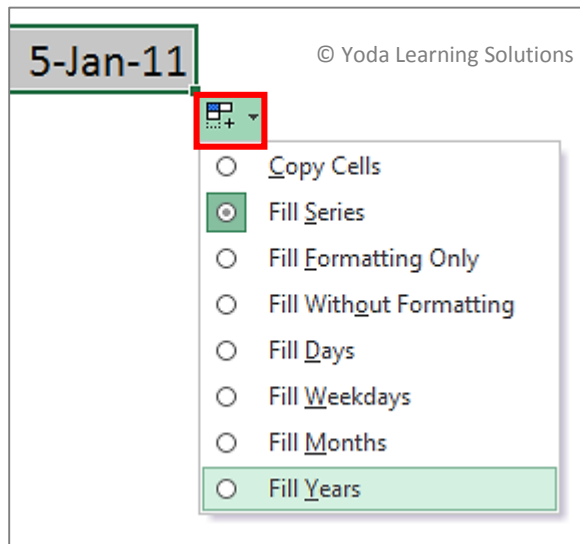 5-Jan-11
© Yoda Learning Solutions
Copy Cells
Fill Series
Fill Formatting Only
Fill Without Formatting
Fill Days
Fill Weekdays
Fill Months
Fill Years